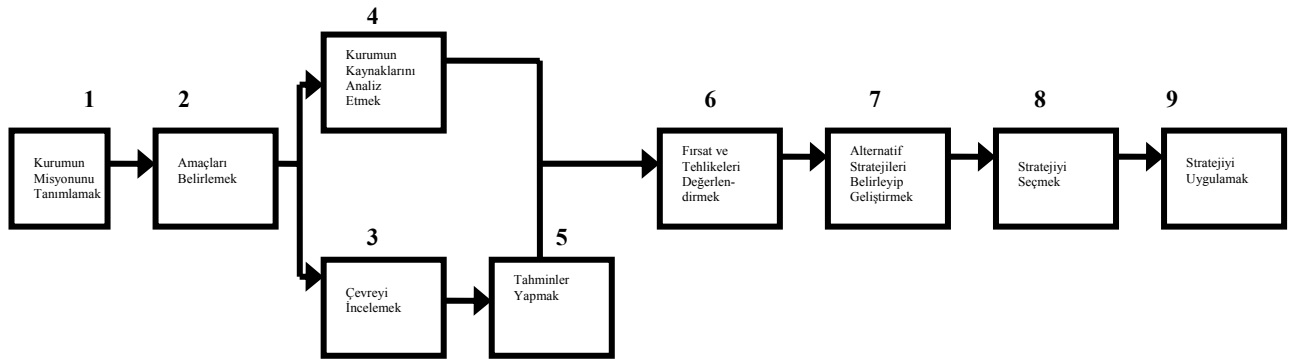 1
Kurumun
Misyonunu
Tanımlamak
2
Amaçları
Belirlemek
3
Çevreyi
İncelemek
4
Kurumun
Kaynaklarını
Analiz
Etmek
5
Tahminler
Yapmak
6
Fırsat ve
Tehlikeleri
Değerlen-
dirmek
7
Alternatif
Stratejileri
Belirleyip
Geliştirmek
8
Stratejiyi
Seçmek
9
Stratejiyi
Uygulamak